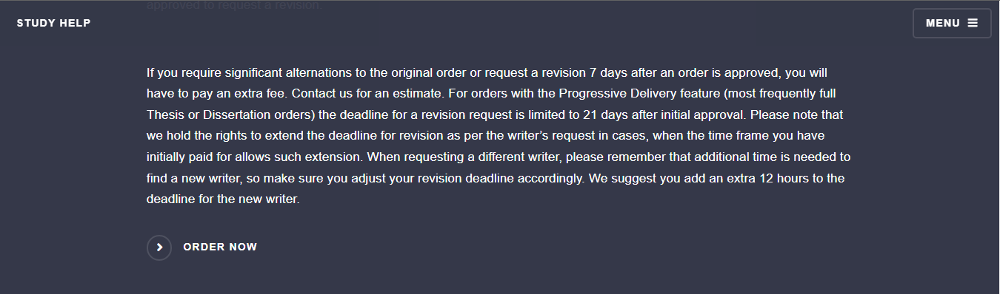 approved to request a revision.
STUDY HELP
MENU
If you require significant alternations to the original order or request a revision 7 days after an order is approved, you will
have to pay an extra fee. Contact us for an estimate. For orders with the Progressive Delivery feature (most frequently full
Thesis or Dissertation orders) the deadline for a revision request is limited to 21 days after initial approval. Please note that
we hold the rights to extend the deadline for revision as per the writer’s request in cases, when the time frame you have
initially paid for allows such extension. When requesting a different writer, please remember that additional time is needed to
find a new writer, so make sure you adjust your revision deadline accordingly. We suggest you add an extra 12 hours to the
deadline for the new writer.
ORDER NOW